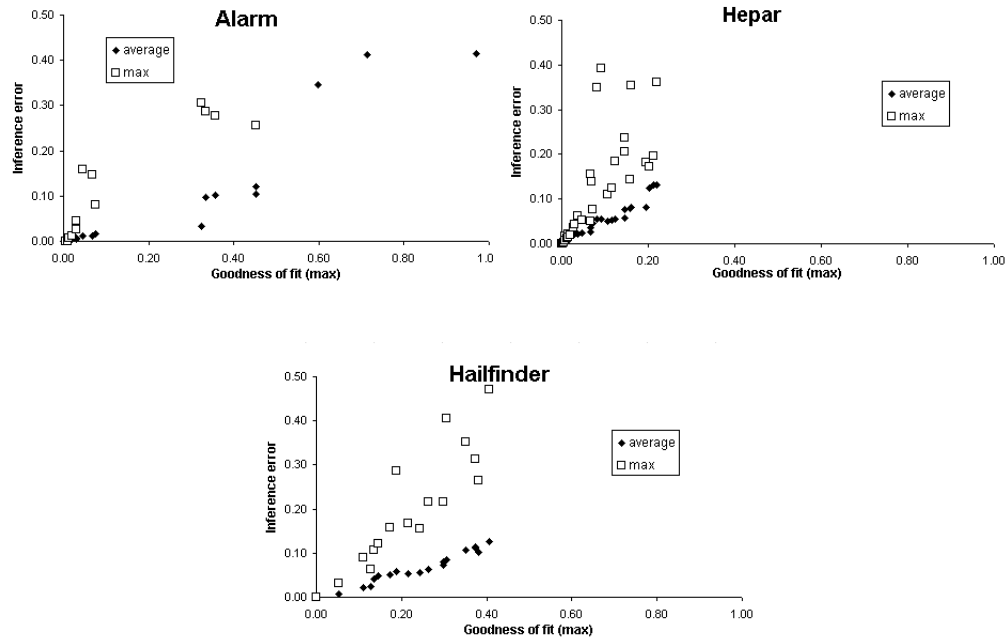 Alarm
0.50
0.40
0.30
0.20
0.10
0.00
Inference error
average
max
0.00 0.20 0.40 0.60 0.80 1.0
Goodness of fit (max)
Hepar
0.50
0.40
0.30
0.20
0.10
0.00
Inference error
average
max
0.00 0.20 0.40 0.60 0.80 1.00
Goodness of fit (max)
Hailfinder
0.50
0.40
0.30
0.20
0.10
0.00
Inference error
average
max
0.00 0.20 0.40 0.60 0.80 1.00
Goodness of fit (max)